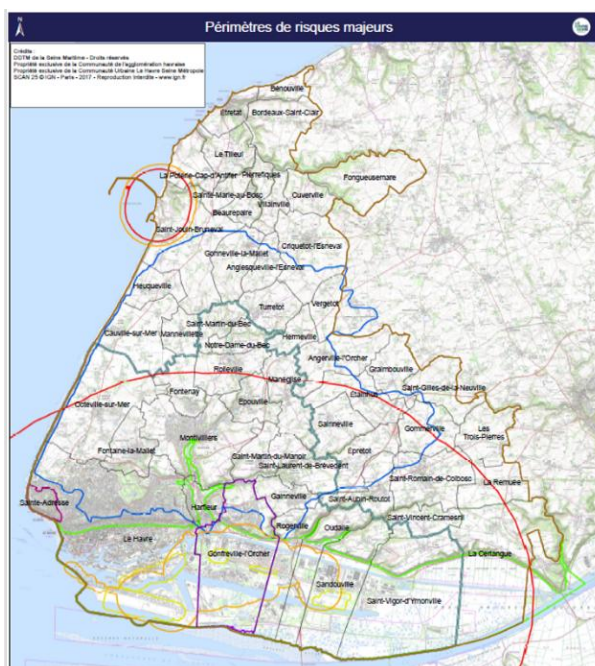 Périmètres de risques majeurs
Crédits :
DDTM de la Seine Maritime - Droits réservés
Propriété exclusive de la Communauté de l'agglomération havraise
Propriété exclusive de la Communauté Urbaine Le Havre Seine Métropole
SCAN 25 © IGN - Paris - 2017 - Reproduction interdite - www.ign.fr
Bénouville
Etretat
Bordeaux-Saint-Clair
Le Tilleul
La Poterie-Cap-d'Antifer
Pierrefiques
Fongueusemare
Sainte-Marie-au-Bosc
Cuverville
Villainville
Beaurepaire
Saint-Jouin-Bruneval
Criquetot-l'Esneval
Gonneville-la-Mallet
Anglesqueville-l'Esneval
Heuqueville
Turretot
Vergetot
Saint-Martin-du-Bec
Cauville-sur-Mer
Mannevillette
Hermeville
Notre-Dame-du-Bec
Angerville-l'Orcher
Rolleville
Graimbouville
Manéglise
Saint-Gilles-de-la-Neuville
Fontenay
Etainhus
Octeville-sur-Mer
Epouville
Sainneville
Gommerville
Les
Trois-Pierres
Montivilliers
Fontaine-la-Mallet
Epretot
Saint-Martin-du-Manoir
Saint-Laurent-de-Brèvedent
Saint-Romain-de-Colbosc
La Remuée
Sainte-Adresse
Gainneville
Saint-Aubin-Routot
Harfleur
Saint-Vincent-Cramesnil
Rogerville
Oudalle
Le Havre
Gonfreville-l'Orcher
La Cerlangue
Sandouville
Saint-Vigor-d'Ymonville